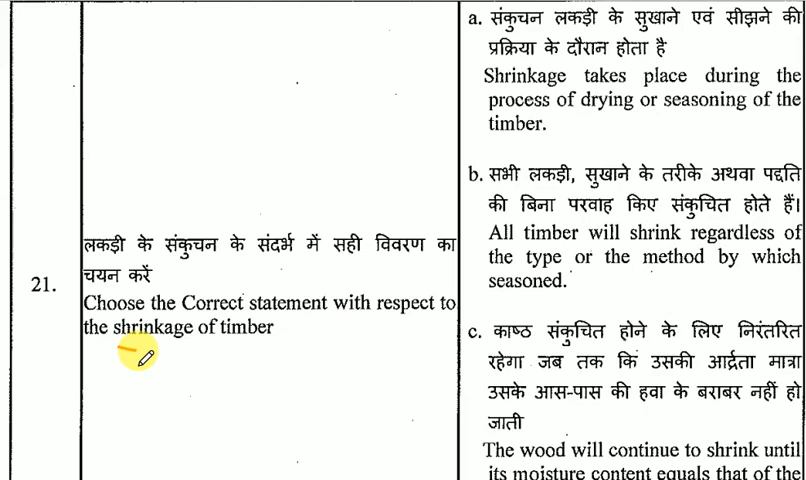 a. संकुचन लकड़ी के सुखाने एवं सीझने की
प्रक्रिया के दौरान होता है
Shrinkage takes place during the
process of drying or seasoning of the
timber.
b. सभी लकड़ी, सुखाने के तरीके अथवा पद्दति
की बिना परवाह किए संकुचित होते हैं।
All timber will shrink regardless of
the type or the method by which
seasoned.
21.
लकड़ी के संकुचन के संदर्भ में सही विवरण का
चयन करें
Choose the Correct statement with respect to
the shrinkage of timber
c. काष्ठ संकुचित होने के लिए निरंतरित
रहेगा जब तक कि उसकी आर्द्रता मात्रा
उसके आस-पास की हवा के बराबर नहीं हो
जाती
The wood will continue to shrink until
its moisture content equals that of the